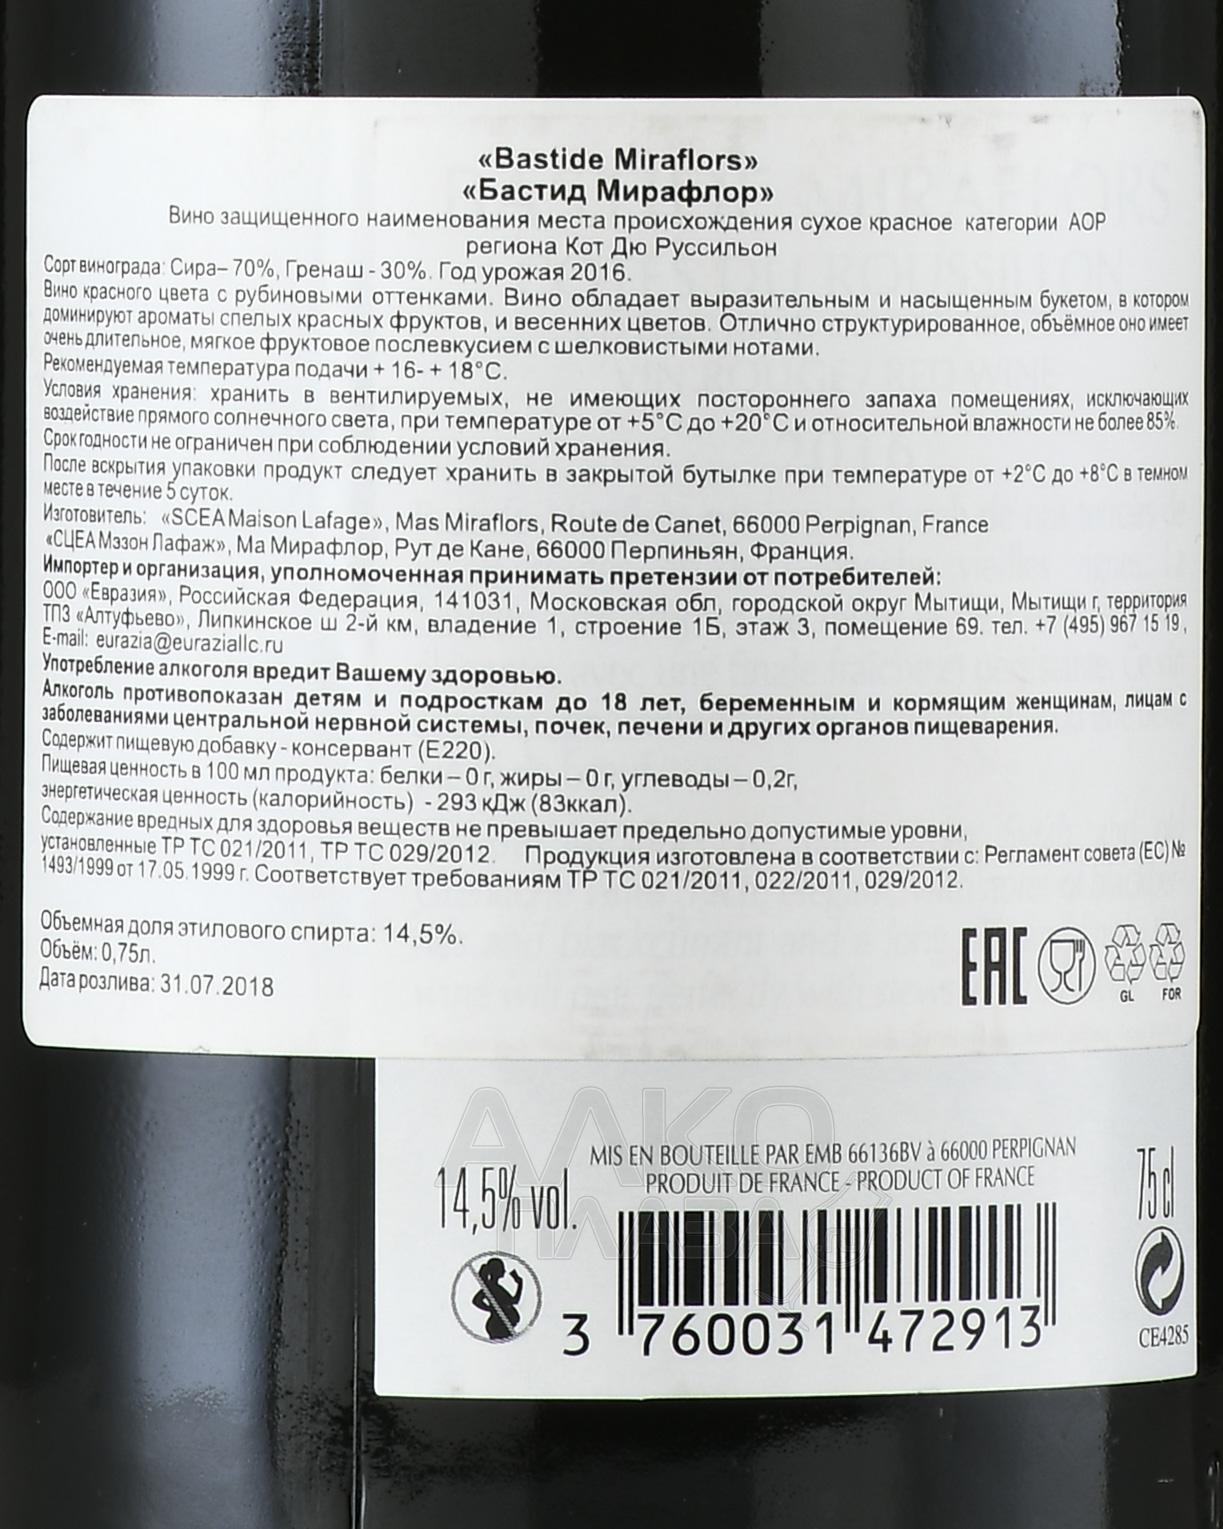 «Bastide Miraflors»
«Бастид Мирафлор»
Вино защищенного наименования места происхождения сухое красное категории AOP
региона Кот Дю Руссильон
Сорт винограда: Сира– 70%, Гренаш - 30%. Год урожая 2016.
Вино красного цвета с рубиновыми оттенками. Вино обладает выразительным и насыщенным букетом, в котором
доминируют ароматы спелых красных фруктов, и весенних цветов. Отлично структурированное, объёмное оно имеет
очень длительное, мягкое фруктовое послевкусием с шелковистыми нотами.
Рекомендуемая температура подачи + 16- + 18°С.
Условия хранения: хранить в вентилируемых, не имеющих постороннего запаха помещениях, исключающих
воздействие прямого солнечного света, при температуре от +5°С до +20°С и относительной влажности не более 85%.
Срок годности не ограничен при соблюдении условий хранения.
После вскрытия упаковки продукт следует хранить в закрытой бутылке при температуре от +2°С до +8°С в темном
месте в течение 5 суток.
Изготовитель: «SCEA Maison Lafage», Mas Miraflors, Route de Canet, 66000 Perpignan, France
«СЦЕА Мэзон Лафаж», Ма Мирафлор, Рут де Кане, 66000 Перпиньян, Франция.
Импортер и организация, уполномоченная принимать претензии от потребителей:
ООО «Евразия», Российская Федерация, 141031, Московская обл, городской округ Мытищи, Мытищи г, территория
ТПЗ «Алтуфьево», Липкинское ш 2-й км, владение 1, строение 1Б, этаж 3, помещение 69. тел. +7 (495) 967 15 19,
E-mail: eurazia@euraziallc.ru
Употребление алкоголя вредит Вашему здоровью.
Алкоголь противопоказан детям и подросткам до 18 лет, беременным и кормящим женщинам, лицам с
заболеваниями центральной нервной системы, почек, печени и других органов пищеварения.
Содержит пищевую добавку - консервант (Е220).
Пищевая ценность в 100 мл продукта: белки – 0 г, жиры – 0 г, углеводы – 0,2г,
энергетическая ценность (калорийность) - 293 кДж (83ккал).
Содержание вредных для здоровья веществ не превышает предельно допустимые уровни,
установленные ТР ТС 021/2011, ТР ТС 029/2012. Продукция изготовлена в соответствии с: Регламент совета (ЕС) №
1493/1999 от 17.05.1999 г. Соответствует требованиям ТР ТС 021/2011, 022/2011, 029/2012.
Объемная доля этилового спирта: 14,5%.
Объём: 0,75л.
Дата розлива: 31.07.2018
EAC
GL FOR
АЛКО
ПЛАВА
MIS EN BOUTEILLE PAR EMB 66136BV à 66000 PERPIGNAN
PRODUIT DE FRANCE - PRODUCT OF FRANCE
14,5% vol.
75 cl
3 760031 472913
CE4285